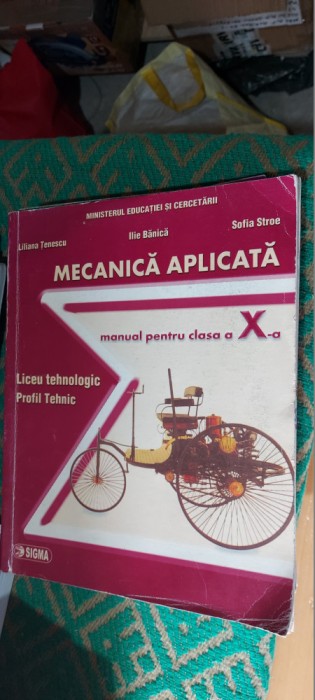 MINISTERUL EDUCAȚIEI ȘI CERCETĂRII
Liliana Tenescu Ilie Bănică Sofia Stroe
MECANICĂ APLICATĂ
manual pentru clasa a X-a
Liceu tehnologic
Profil Tehnic
SIGMA